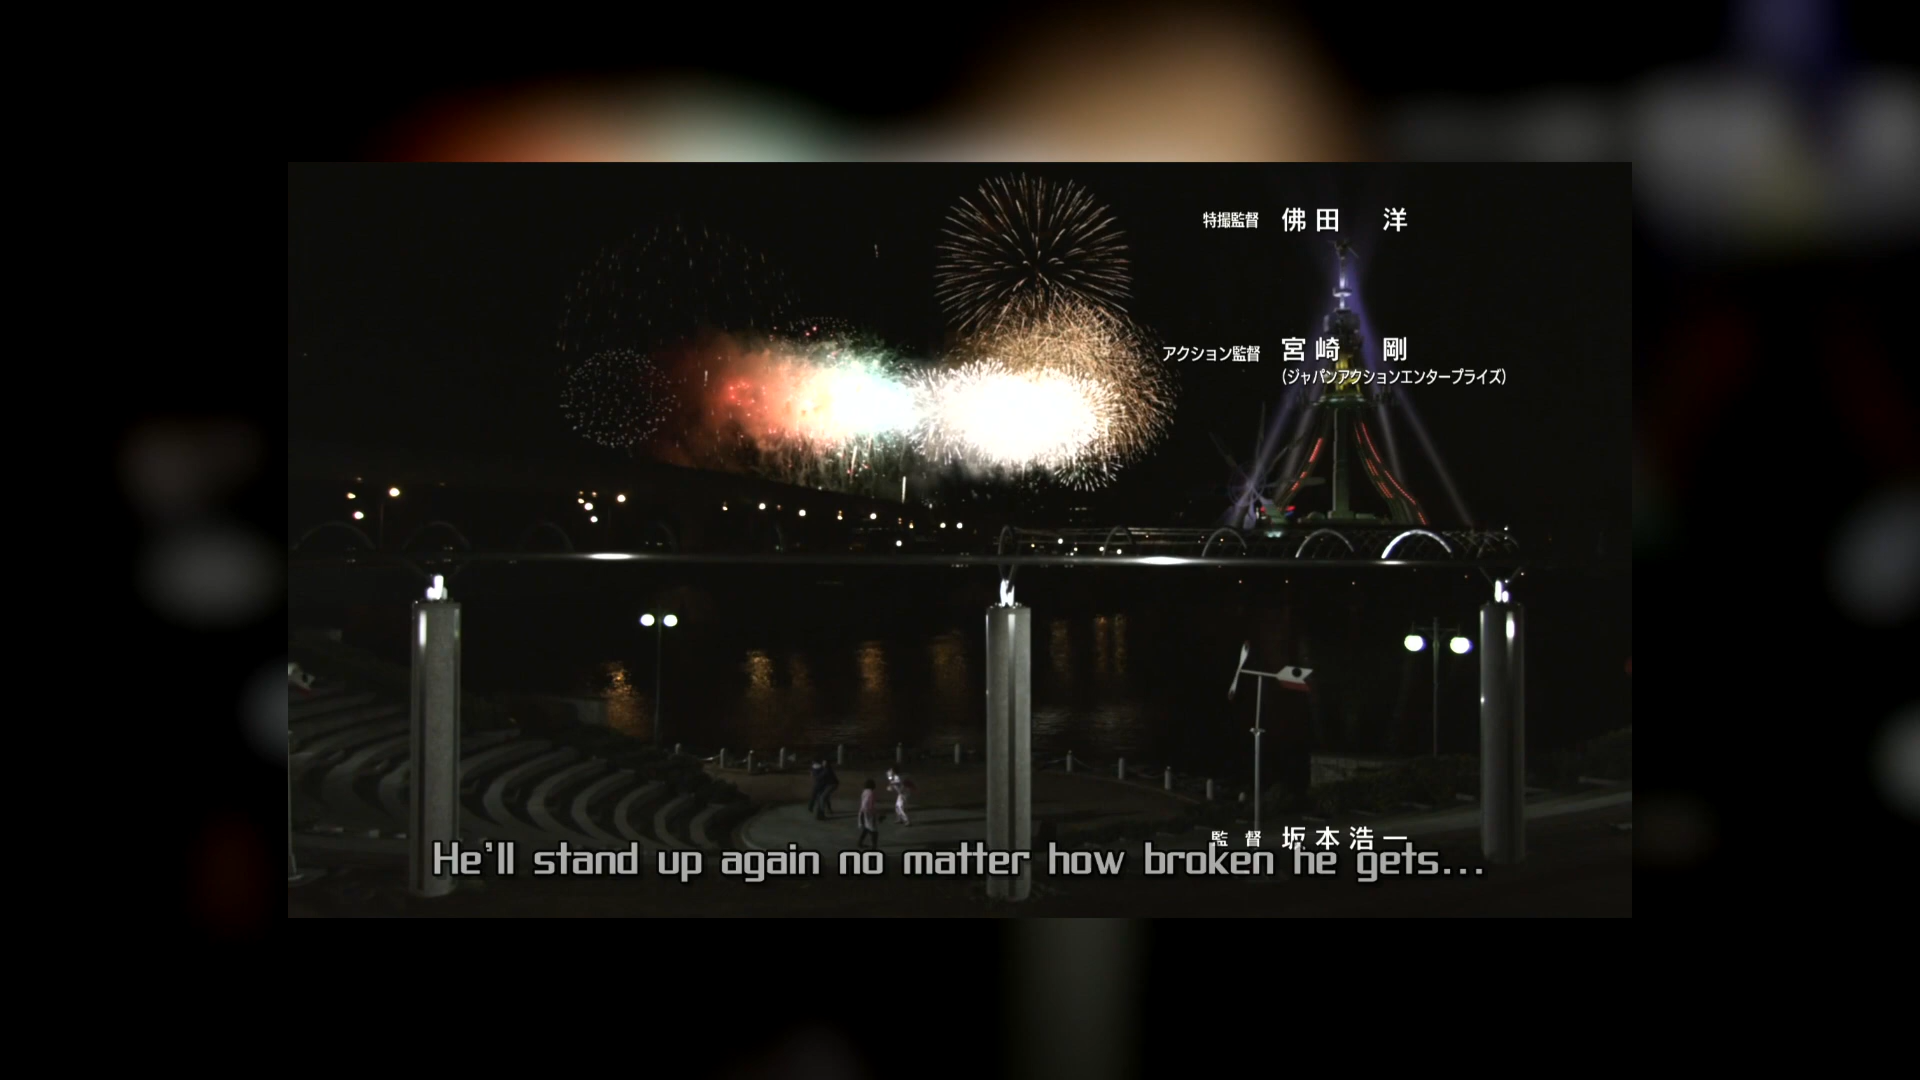 特撮監督 佛田 洋
アクション監督 宮崎 剛
(ジャパンアクションエンタープライズ)
監督 坂本浩一
He'll stand up again no matter how broken he gets...